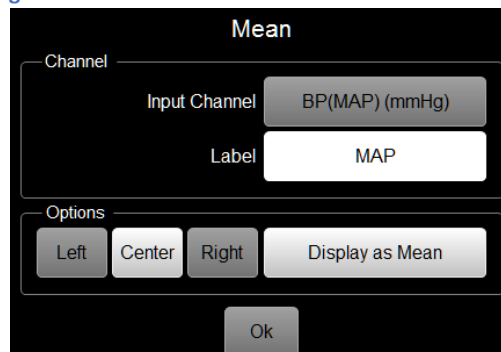 Mean
Channel
Input Channel BP(MAP) (mmHg)
Label MAP
Options
Left Center Right Display as Mean
Ok